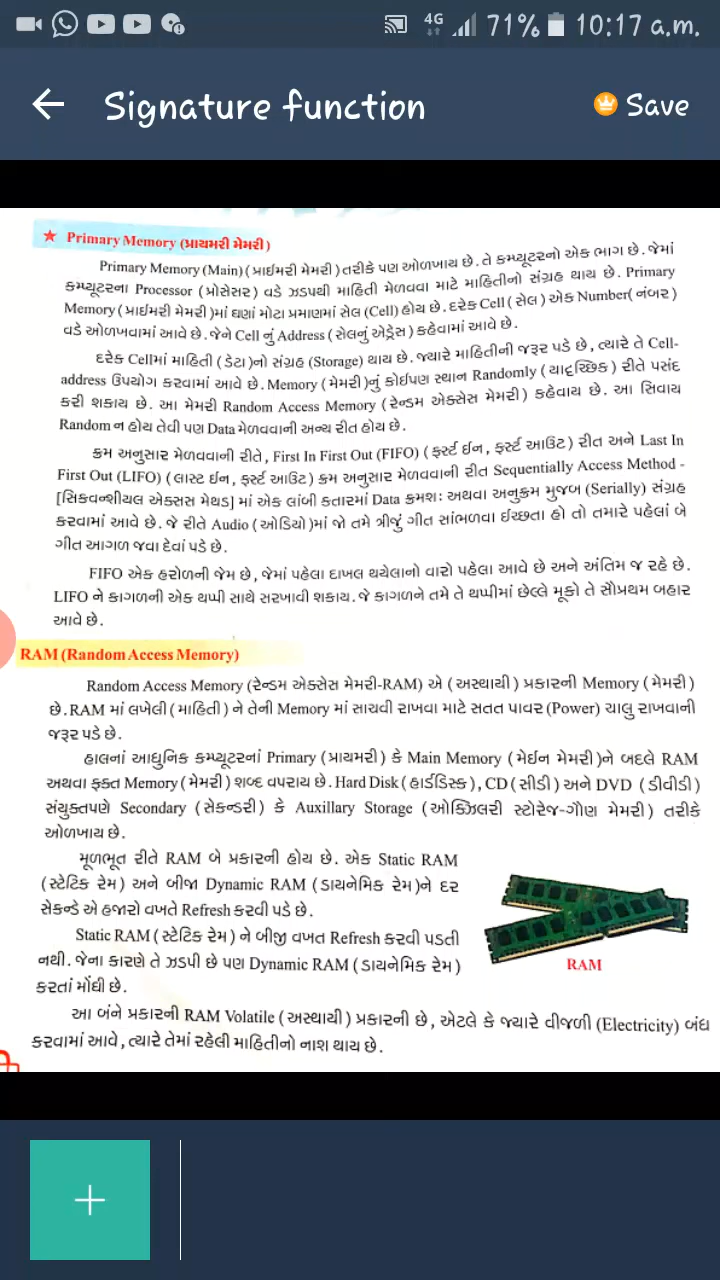 4G 71% 10:17 a.m.
Signature function
Save
★ Primary Memory (પ્રાથમરી મેમરી)
Primary Memory (Main) (પ્રાઈમરી મેમરી) તરીકે પણ ઓળખાય છે. તે કમ્પ્યૂટરનો એક ભાગ છે. જેમાં
કમ્પ્યૂટરના Processor (પ્રોસેસર) વડે ઝડપથી માહિતી મેળવવા માટે માહિતીનો સંગ્રહ થાય છે. Primary
Memory (પ્રાઈમરી મેમરી)માં ઘણાં મોટા પ્રમાણમાં સેલ (Cell) હોય છે. દરેક Cell (સેલ) એક Number( નંબર)
વડે ઓળખવામાં આવે છે. જેને Cell નું Address (સેલનું એડ્રેસ) કહેવામાં આવે છે.
દરેક Cellમાં માહિતી (ડેટા)નો સંગ્રહ (Storage) થાય છે. જ્યારે માહિતીની જરૂર પડે છે, ત્યારે તે Cell-
address ઉપયોગ કરવામાં આવે છે. Memory (મેમરી)નું કોઈપણ સ્થાન Randomly (યાદૃચ્છિક) રીતે પસંદ
કરી શકાય છે. આ મેમરી Random Access Memory (રેન્ડમ એક્સેસ મેમરી) કહેવાય છે. આ સિવાય
Random ન હોય તેવી પણ Data મેળવવાની અન્ય રીત હોય છે.
ક્રમ અનુસાર મેળવવાની રીતે, First In First Out (FIFO) (ફર્સ્ટ ઈન, ફર્સ્ટ આઉટ) રીત અને Last In
First Out (LIFO) (લાસ્ટ ઈન, ફર્સ્ટ આઉટ) ક્રમ અનુસાર મેળવવાની રીત Sequentially Access Method -
[સિકવન્શીયલ એક્સસ મેથડ] માં એક લાંબી કતારમાં Data ક્રમશઃ અથવા અનુક્રમ મુજબ (Serially) સંગ્રહ
કરવામાં આવે છે. જે રીતે Audio (ઓડિયો)માં જો તમે ત્રીજું ગીત સાંભળવા ઈચ્છતા હો તો તમારે પહેલાં બે
ગીત આગળ જવા દેવાં પડે છે.
FIFO એક હરોળની જેમ છે, જેમાં પહેલા દાખલ થયેલાનો વારો પહેલા આવે છે અને અંતિમ જ રહે છે.
LIFO ને કાગળની એક થપ્પી સાથે સરખાવી શકાય. જે કાગળને તમે તે થપ્પીમાં છેલ્લે મૂકો તે સૌપ્રથમ બહાર
આવે છે.
RAM (Random Access Memory)
Random Access Memory (રેન્ડમ એક્સેસ મેમરી-RAM) એ (અસ્થાયી) પ્રકારની Memory (મેમરી)
છે. RAM માં લખેલી (માહિતી) ને તેની Memory માં સાચવી રાખવા માટે સતત પાવર (Power) ચાલુ રાખવાની
જરૂર પડે છે.
હાલનાં આધુનિક કમ્પ્યૂટરનાં Primary (પ્રાયમરી) કે Main Memory (મેઈન મેમરી)ને બદલે RAM
અથવા ફક્ત Memory (મેમરી) શબ્દ વપરાય છે. Hard Disk (હાર્ડડિસ્ક), CD (સીડી) અને DVD (ડીવીડી)
સંયુક્તપણે Secondary (સેકન્ડરી) કે Auxillary Storage (ઓક્ઝિલરી સ્ટોરેજ-ગૌણ મેમરી) તરીકે
ઓળખાય છે.
મૂળભૂત રીતે RAM બે પ્રકારની હોય છે. એક Static RAM
(સ્ટેટિક રેમ) અને બીજા Dynamic RAM (ડાયનેમિક રેમ)ને દર
સેકન્ડે એ હજારો વખતે Refresh કરવી પડે છે.
Static RAM (સ્ટેટિક રેમ) ને બીજી વખત Refresh કરવી પડતી
નથી. જેના કારણે તે ઝડપી છે પણ Dynamic RAM (ડાયનેમિક રેમ)
કરતાં મોંઘી છે.
RAM
આ બંને પ્રકારની RAM Volatile (અસ્થાયી) પ્રકારની છે, એટલે કે જ્યારે વીજળી (Electricity) બંધ
કરવામાં આવે, ત્યારે તેમાં રહેલી માહિતીનો નાશ થાય છે.